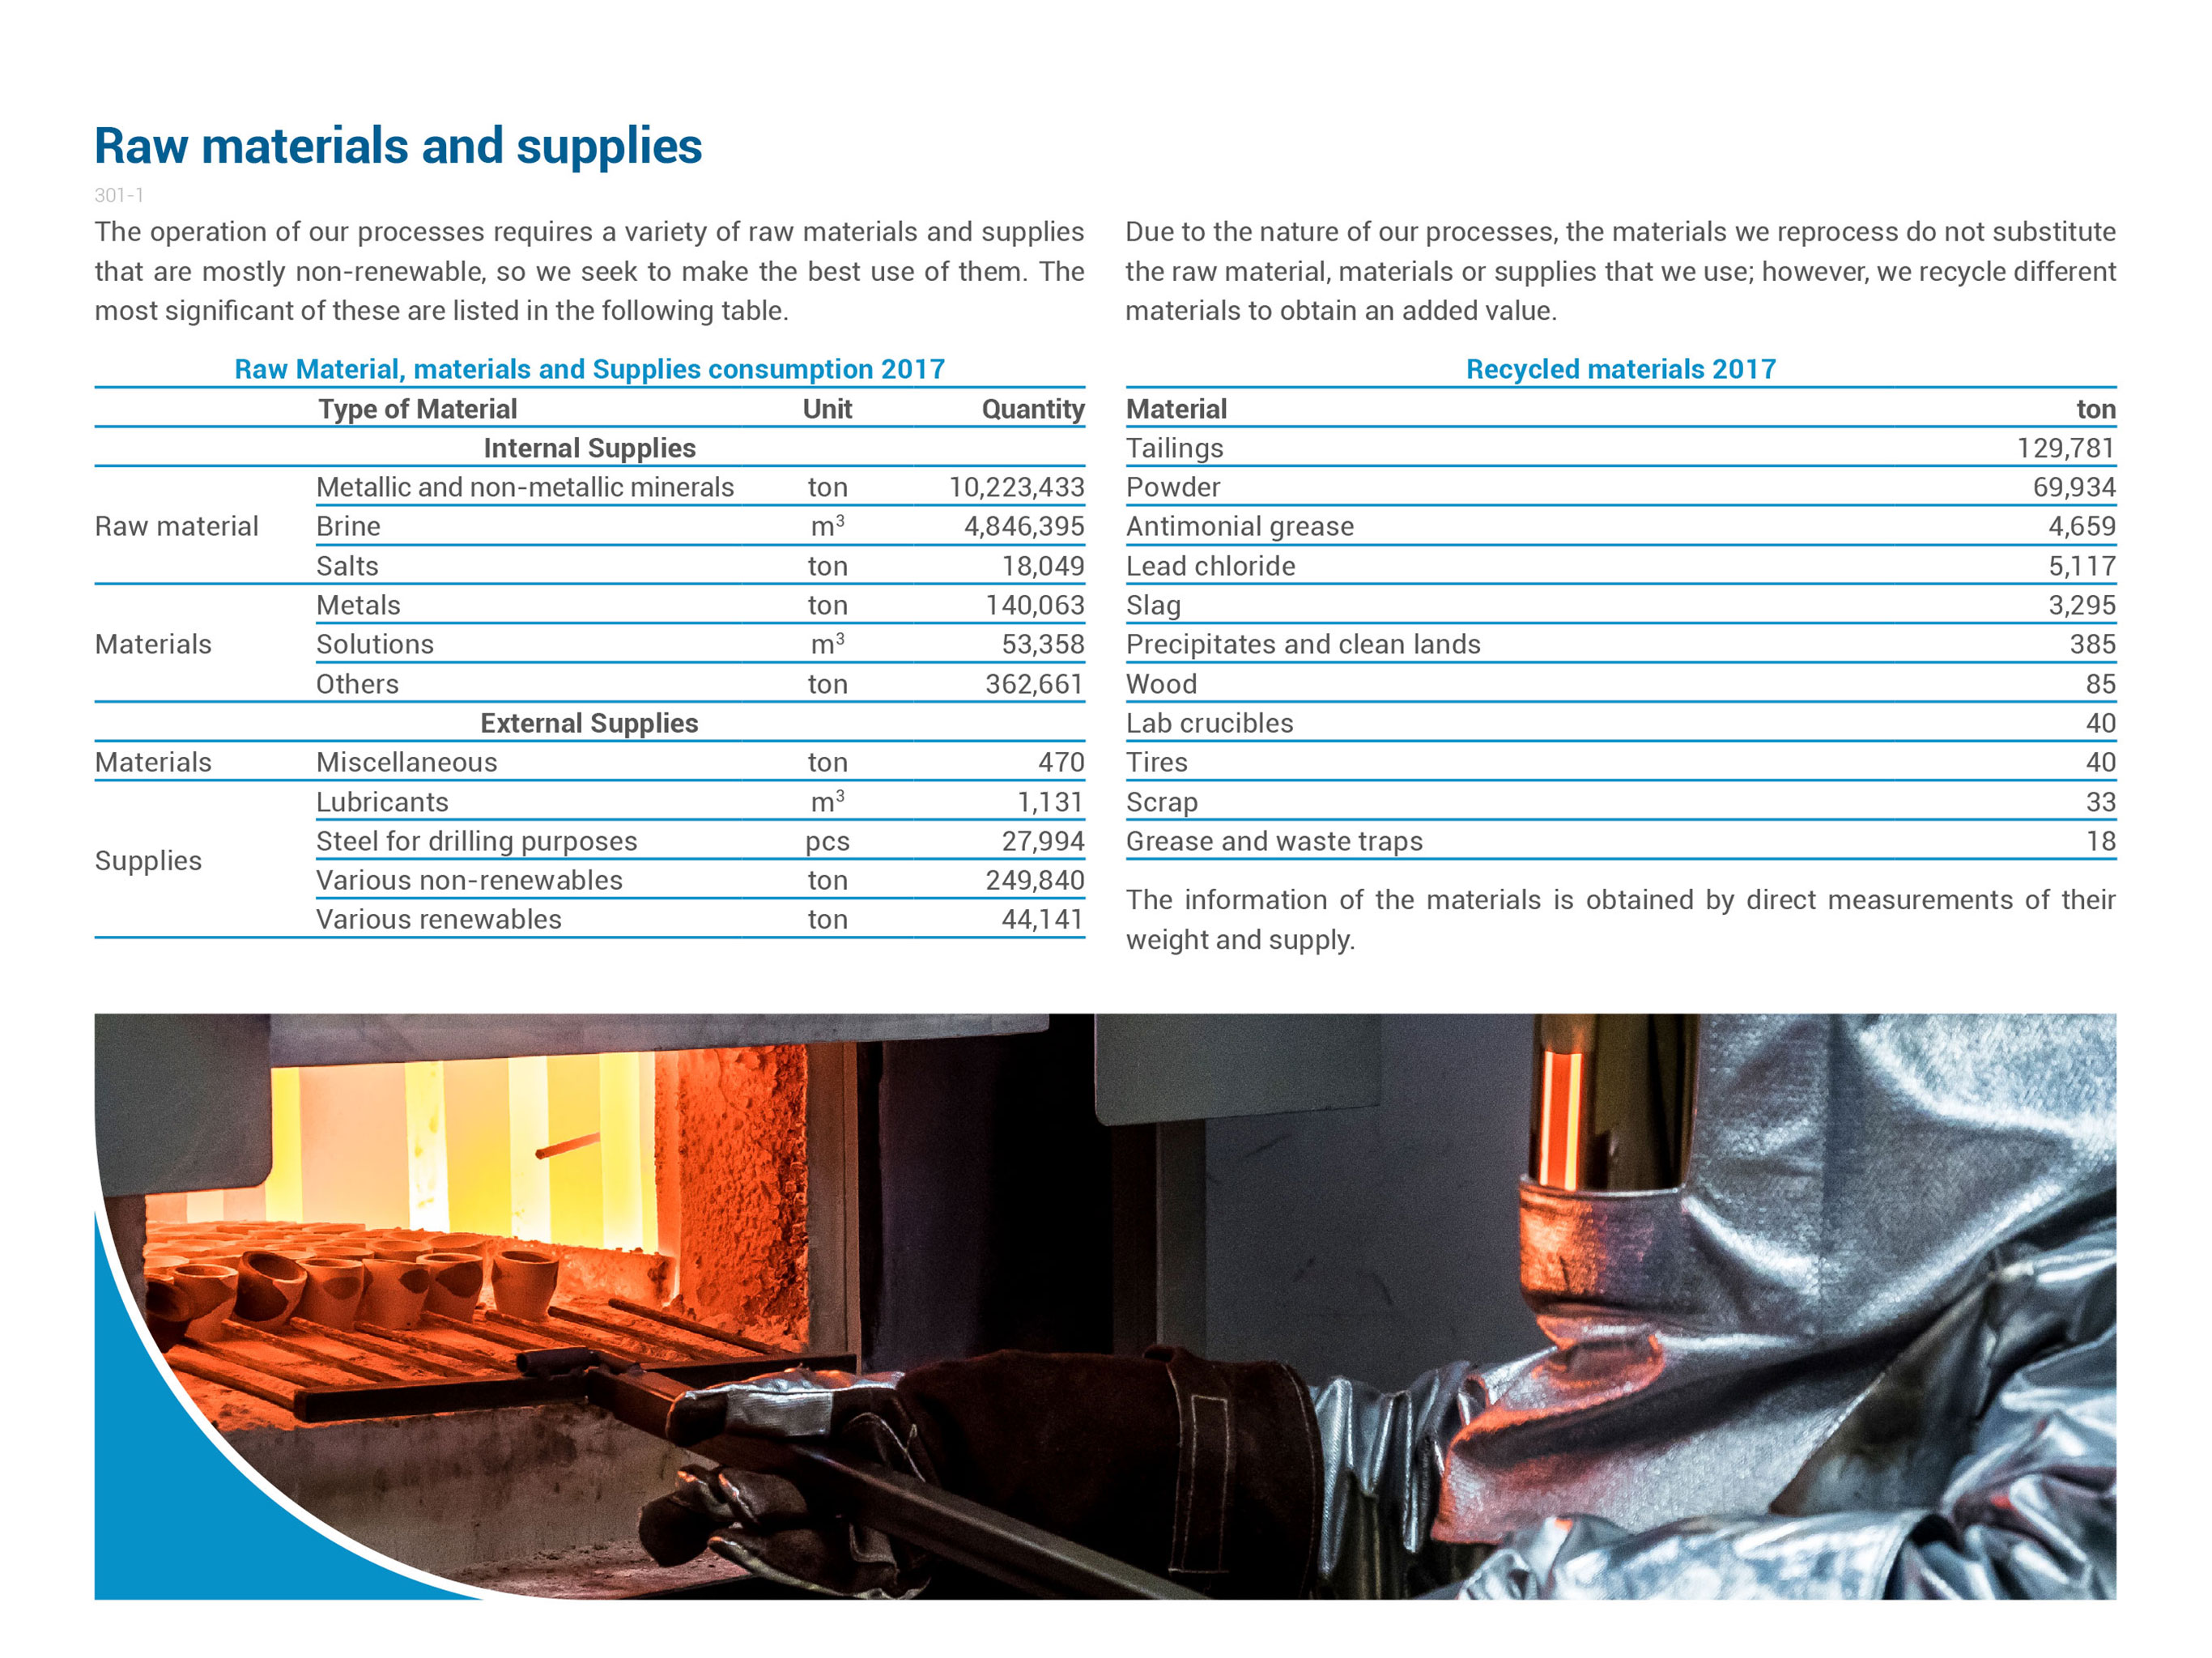 Raw materials and supplies
301-1
The operation of our processes requires a variety of raw materials and supplies
that are mostly non-renewable, so we seek to make the best use of them. The
most significant of these are listed in the following table.
Raw Material, materials and Supplies consumption 2017
Type of Material Unit Quantity
Internal Supplies
Raw material
Metallic and non-metallic minerals ton 10,223,433
Brine m³ 4,846,395
Salts ton 18,049
Materials
Metals ton 140,063
Solutions m³ 53,358
Others ton 362,661
External Supplies
Materials Miscellaneous ton 470
Supplies
Lubricants m³ 1,131
Steel for drilling purposes pcs 27,994
Various non-renewables ton 249,840
Various renewables ton 44,141
Due to the nature of our processes, the materials we reprocess do not substitute
the raw material, materials or supplies that we use; however, we recycle different
materials to obtain an added value.
Recycled materials 2017
Material ton
Tailings 129,781
Powder 69,934
Antimonial grease 4,659
Lead chloride 5,117
Slag 3,295
Precipitates and clean lands 385
Wood 85
Lab crucibles 40
Tires 40
Scrap 33
Grease and waste traps 18
The information of the materials is obtained by direct measurements of their
weight and supply.